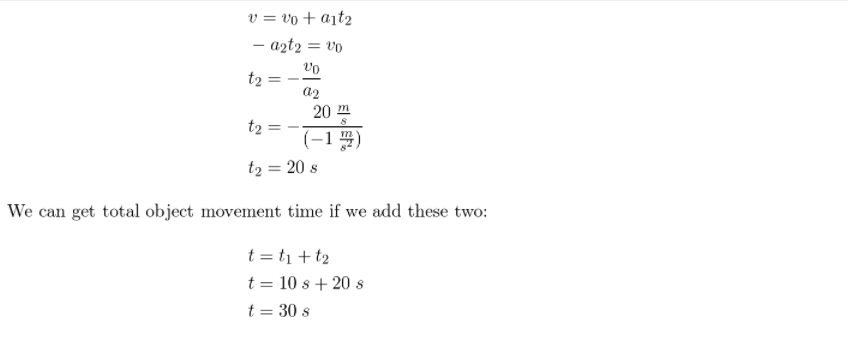 v = v₀ + a₁t₂
− a₂t₂ = v₀
t₂ = −v₀/a₂
t₂ = −(20 m/s)/((−1 m/s²))
t₂ = 20 s
We can get total object movement time if we add these two:
t = t₁ + t₂
t = 10 s + 20 s
t = 30 s